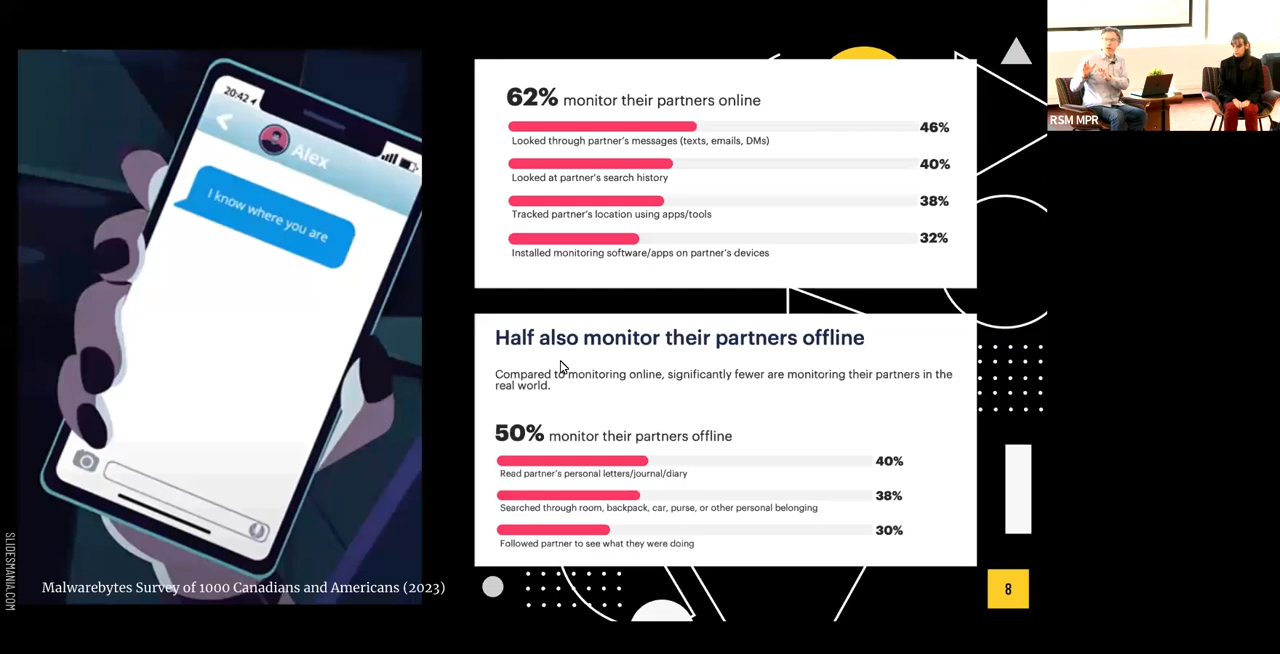 20:42
Alex
I know where you are
SLIDESMANIA.COM
Malwarebytes Survey of 1000 Canadians and Americans (2023)
62% monitor their partners online
46%
Looked through partner's messages (texts, emails, DMs)
40%
Looked at partner's search history
38%
Tracked partner's location using apps/tools
32%
Installed monitoring software/apps on partner's devices
Half also monitor their partners offline
Compared to monitoring online, significantly fewer are monitoring their partners in the
real world.
50% monitor their partners offline
40%
Read partner's personal letters/journal/diary
38%
Searched through room, backpack, car, purse, or other personal belonging
30%
Followed partner to see what they were doing
8
RSM MPR